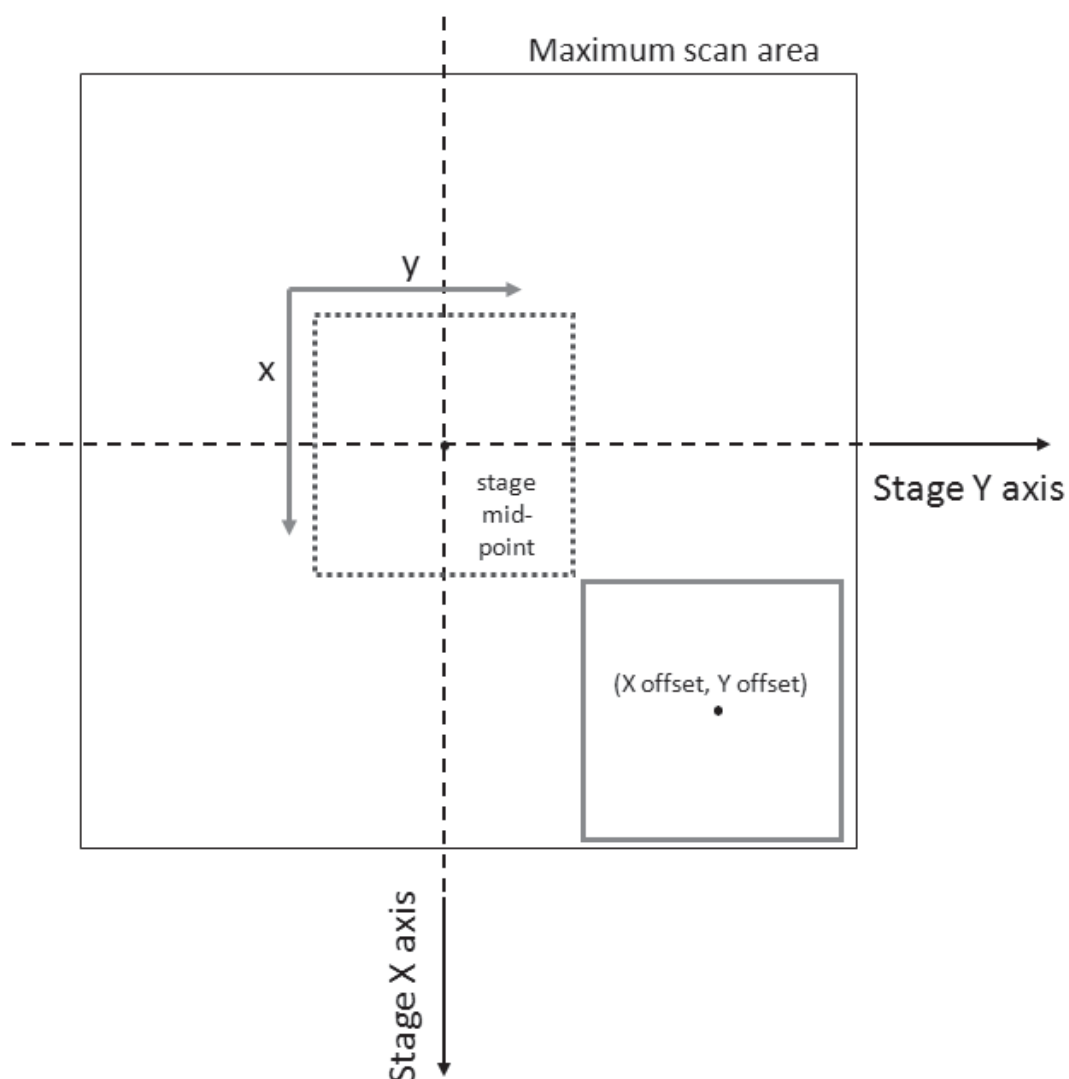 Maximum scan area
y
x
Stage Y axis
stage
mid-
point
(X offset, Y offset)
Stage X axis